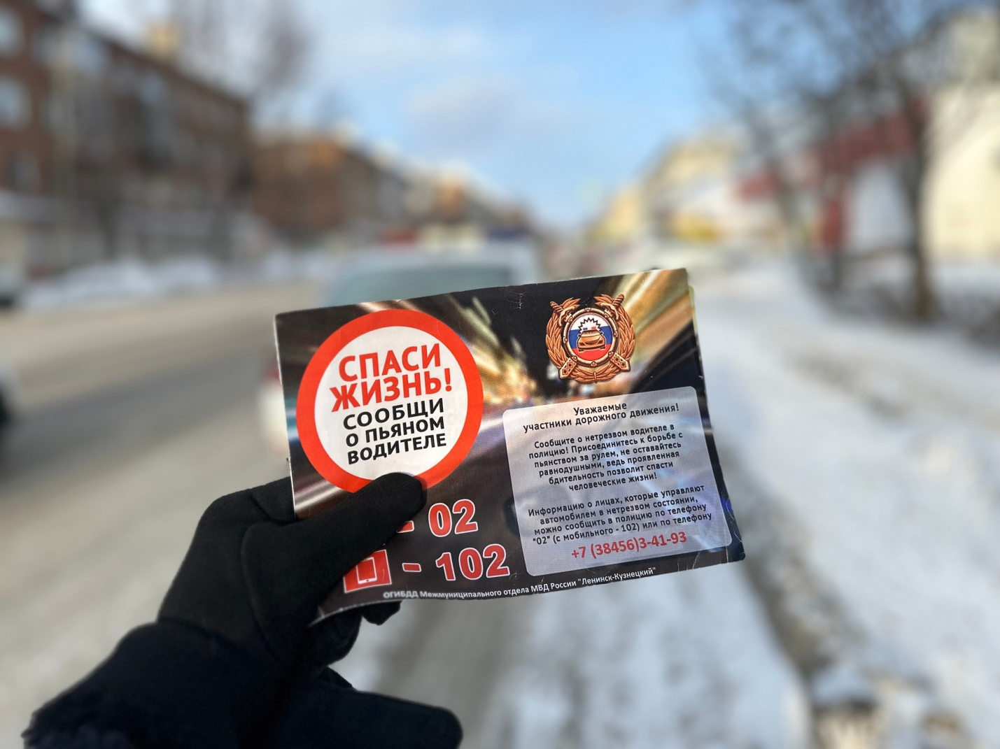 СПАСИ
ЖИЗНЬ!
СООБЩИ
О ПЬЯНОМ
ВОДИТЕЛЕ
- 02
- 102
Уважаемые
участники дорожного движения!
Сообщите о нетрезвом водителе в
полицию! Присоединитесь к борьбе с
пьянством за рулем, не оставайтесь
равнодушными, ведь проявленная
бдительность позволит спасти
человеческие жизни!
Информацию о лицах, которые управляют
автомобилем в нетрезвом состоянии,
можно сообщить в полицию по телефону
"02" (с мобильного - 102) или по телефону
+7 (38456)3-41-93
ОГИБДД Межмуниципального отдела МВД России "Ленинск-Кузнецкий"